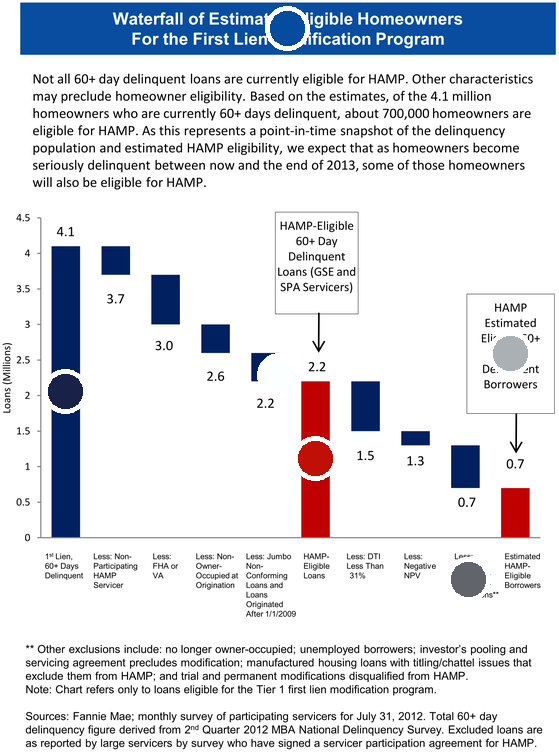 Waterfall of Homeowners
For the First Lien Program
Not all 60+ day delinquent loans are currently eligible for HAMP. Other characteristics
may preclude homeowner eligibility. Based on the estimates, of the 4.1 million
homeowners who are currently 60+ days delinquent, about 700,000 homeowners are
eligible for HAMP. As this represents a point-in-time snapshot of the delinquency
population and estimated HAMP eligibility, we expect that as homeowners become
seriously delinquent between now and the end of 2013, some of those homeowners
will also be eligible for HAMP.
Loans (Millions)
4.5
4
3.5
3
2.5
2
1.5
1
0.5
0
4.1
3.7
3.0
2.6
2.2
2.2
1.5
1.3
0.7
0.7
HAMP-Eligible
60+ Day
Delinquent
Loans (GSE and
SPA Servicers)
HAMP
Estimated
Borrowers
1st Lien,
60+ Days
Delinquent
Less: Non-
Participating
HAMP
Servicer
Less:
FHA or
VA
Less: Non-
Owner-
Occupied at
Origination
Less: Jumbo
Non-
Conforming
Loans and
Loans
Originated
After 1/1/2009
HAMP-
Eligible
Loans
Less: DTI
Less Than
31%
Less:
Negative
NPV
Estimated
HAMP-
Eligible
Borrowers
** Other exclusions include: no longer owner-occupied; unemployed borrowers; investor's pooling and
servicing agreement precludes modification; manufactured housing loans with titling/chattel issues that
exclude them from HAMP; and trial and permanent modifications disqualified from HAMP.
Note: Chart refers only to loans eligible for the Tier 1 first lien modification program.
Sources: Fannie Mae; monthly survey of participating servicers for July 31, 2012. Total 60+ day
delinquency figure derived from 2nd Quarter 2012 MBA National Delinquency Survey. Excluded loans are
as reported by large servicers by survey who have signed a servicer participation agreement for HAMP.